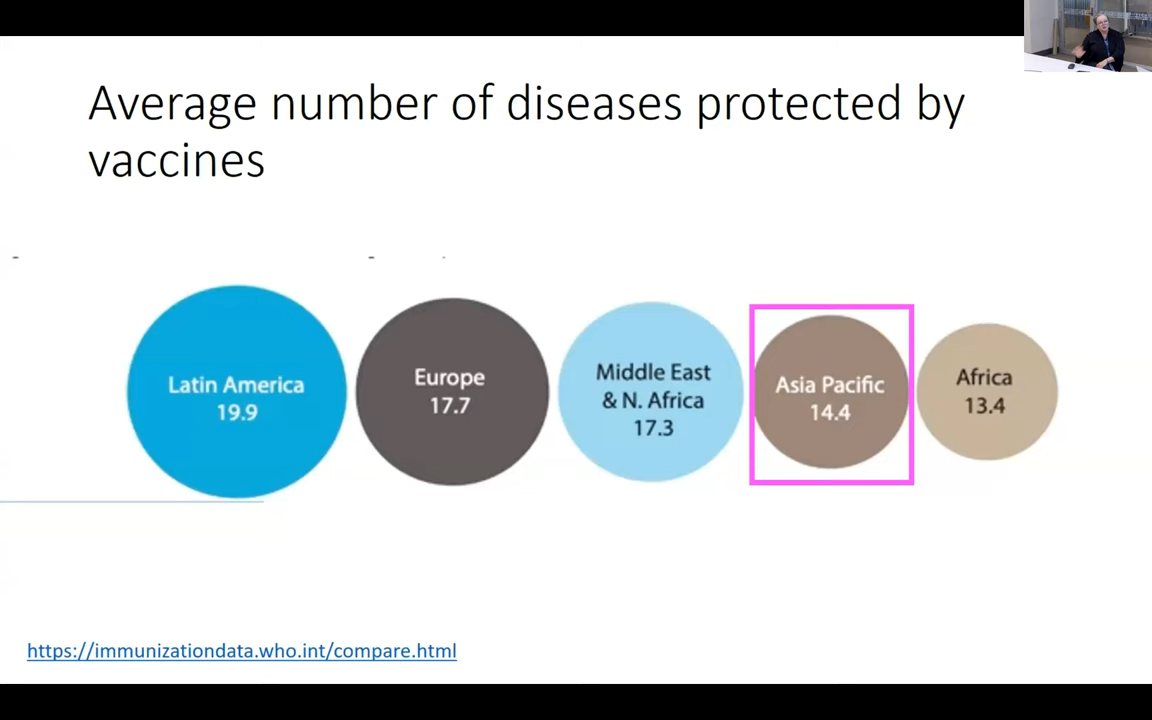 Average number of diseases protected by
vaccines
Latin America
19.9
Europe
17.7
Middle East
& N. Africa
17.3
Asia Pacific
14.4
Africa
13.4
https://immunizationdata.who.int/compare.html